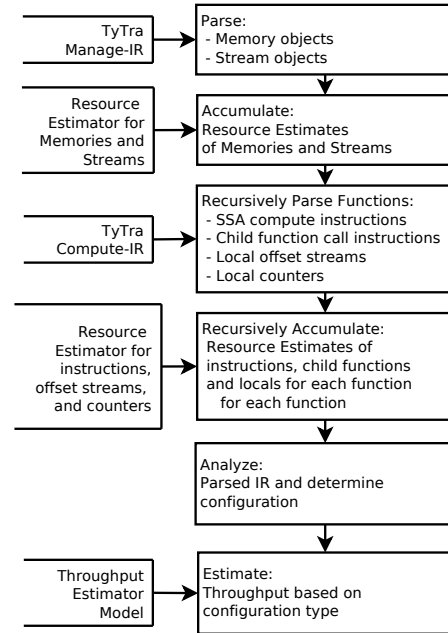 TyTra
Manage-IR
Parse:
- Memory objects
- Stream objects
Resource
Estimator for
Memories and
Streams
Accumulate:
Resource Estimates
of Memories and Streams
TyTra
Compute-IR
Recursively Parse Functions:
- SSA compute instructions
- Child function call instructions
- Local offset streams
- Local counters
Resource
Estimator for
instructions,
offset streams,
and counters
Recursively Accumulate:
Resource Estimates of
instructions, child functions
and locals for each function
for each function
Analyze:
Parsed IR and determine
configuration
Throughput
Estimator
Model
Estimate:
Throughput based on
configuration type